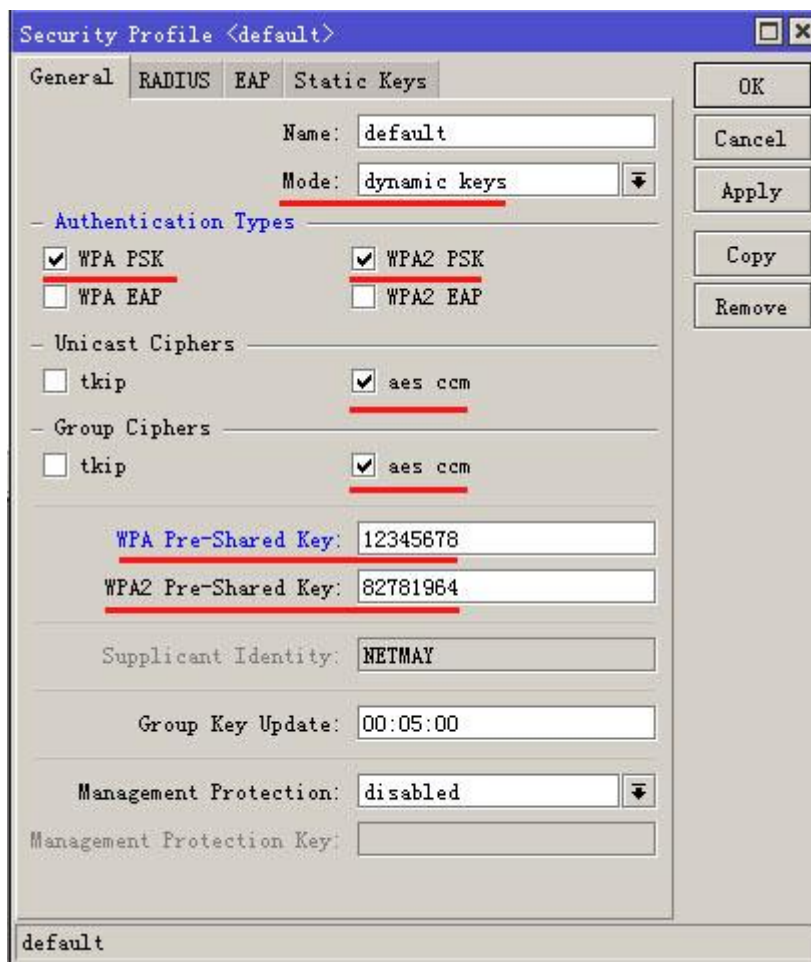 Security Profile <default>
General RADIUS EAP Static Keys
OK
Cancel
Apply
Copy
Remove
Name: default
Mode: dynamic keys
Authentication Types
WPA PSK WPA2 PSK
WPA EAP WPA2 EAP
Unicast Ciphers
tkip aes ccm
Group Ciphers
tkip aes ccm
WPA Pre-Shared Key: 12345678
WPA2 Pre-Shared Key: 82781964
Supplicant Identity: NETMAY
Group Key Update: 00:05:00
Management Protection: disabled
Management Protection Key:
default